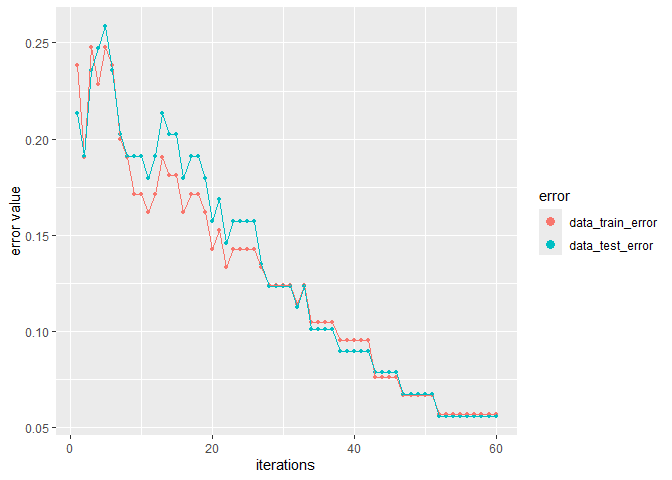 0.25
0.20
0.15
0.10
0.05
error value
0
20
40
60
iterations
error
data_train_error
data_test_error